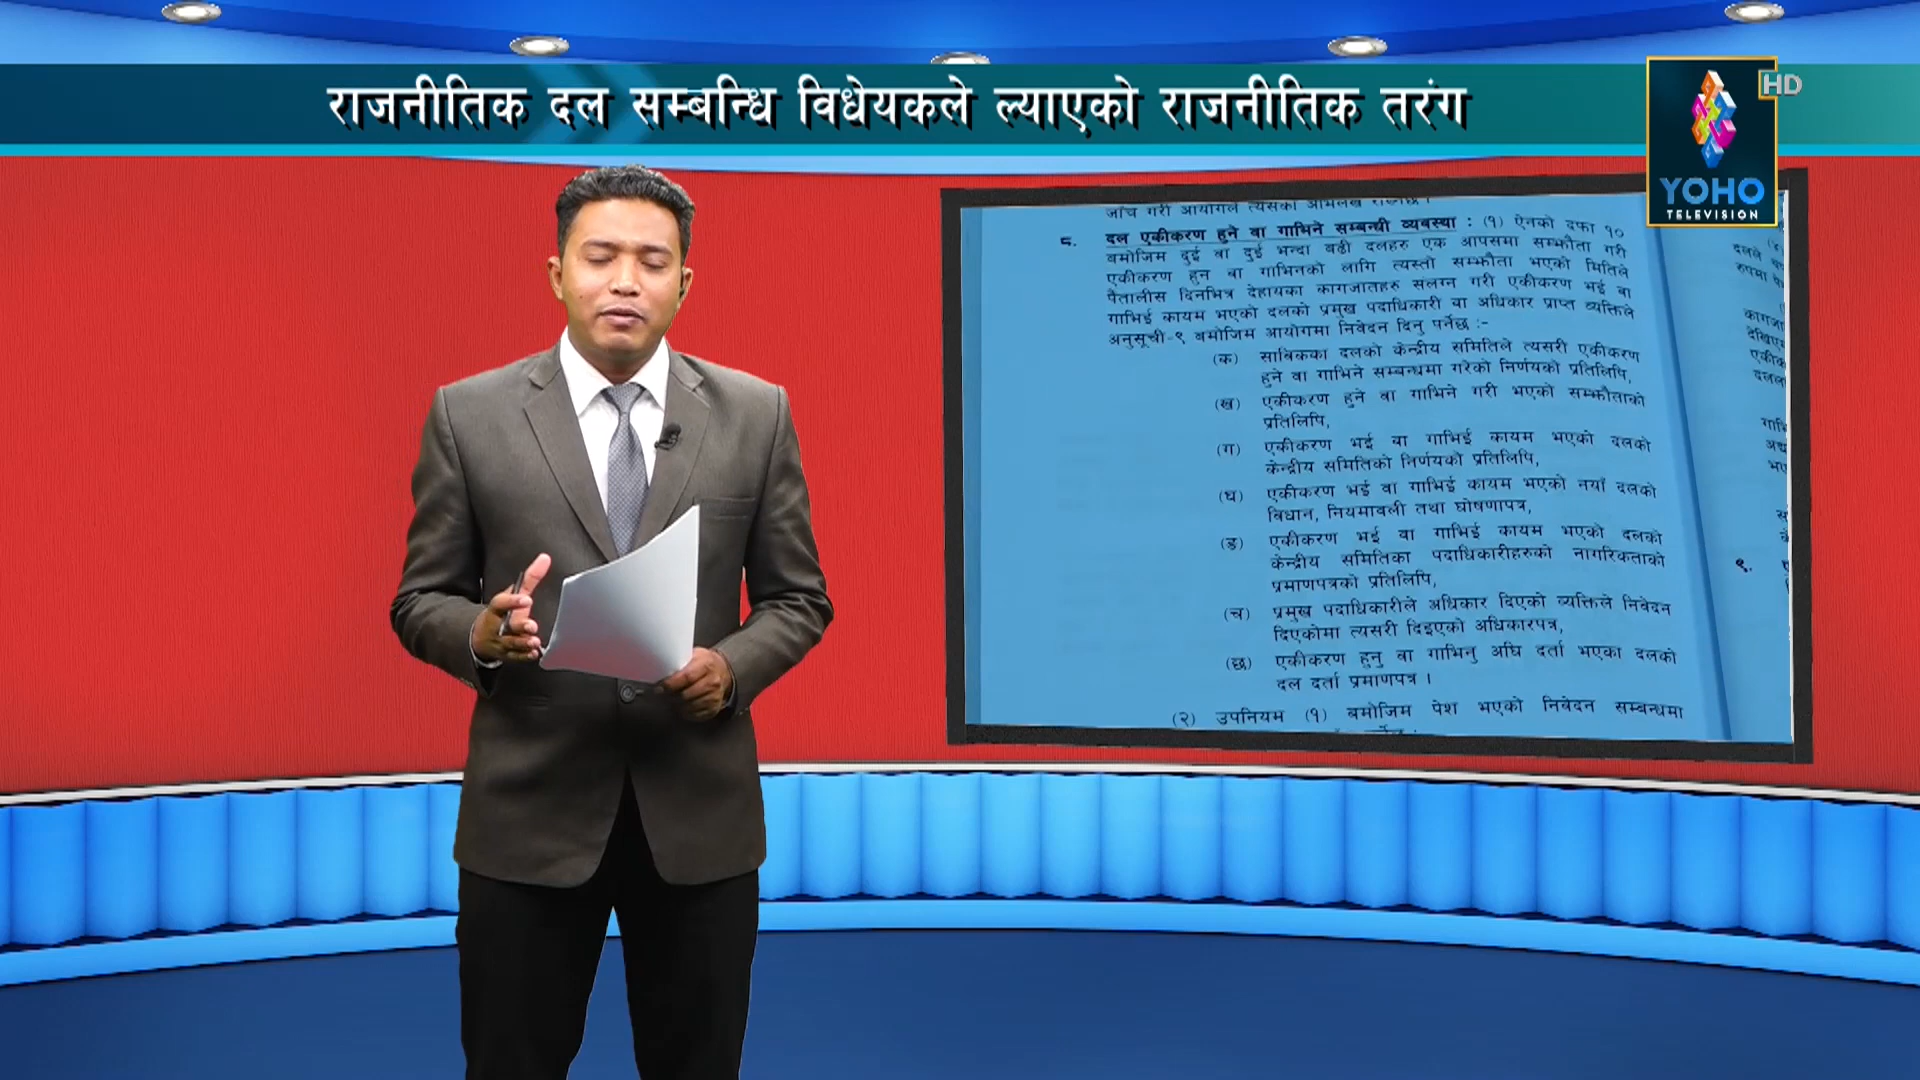 राजनीतिक दल सम्बन्धि विधेयकले ल्याएको राजनीतिक तरंग
HD
YOHO
TELEVISION
जाँच गरी आयोगले त्यसको अभिलेख राख्नेछ ।
८. दल एकीकरण हुने वा गाभिने सम्बन्धी व्यवस्था : (१) ऐनको दफा १०
बमोजिम दुई वा दुई भन्दा बढी दलहरु एक आपसमा सम्झौता गरी
एकीकरण हुन वा गाभिनको लागि त्यस्तो सम्झौता भएको मितिले
पैंतालीस दिनभित्र देहायका कागजातहरु संलग्न गरी एकीकरण भई वा
गाभिई कायम भएको दलको प्रमुख पदाधिकारी वा अधिकार प्राप्त व्यक्तिले
अनुसूची-९ बमोजिम आयोगमा निवेदन दिनु पर्नेछ :-
(क) साबिकका दलको केन्द्रीय समितिले त्यसरी एकीकरण
हुने वा गाभिने सम्बन्धमा गरेको निर्णयको प्रतिलिपि,
(ख) एकीकरण हुने वा गाभिने गरी भएको सम्झौताको
प्रतिलिपि,
(ग) एकीकरण भई वा गाभिई कायम भएको दलको
केन्द्रीय समितिको निर्णयको प्रतिलिपि,
(घ) एकीकरण भई वा गाभिई कायम भएको नयाँ दलको
विधान, नियमावली तथा घोषणापत्र,
(ङ) एकीकरण भई वा गाभिई कायम भएको दलको
केन्द्रीय समितिका पदाधिकारीहरुको नागरिकताको
प्रमाणपत्रको प्रतिलिपि,
(च) प्रमुख पदाधिकारीले अधिकार दिएको व्यक्तिले निवेदन
दिएकोमा त्यसरी दिइएको अधिकारपत्र,
(छ) एकीकरण हुनु वा गाभिनु अघि दर्ता भएका दलको
दल दर्ता प्रमाणपत्र ।
(२) उपनियम (१) बमोजिम पेश भएको निवेदन सम्बन्धमा
दलले
९.